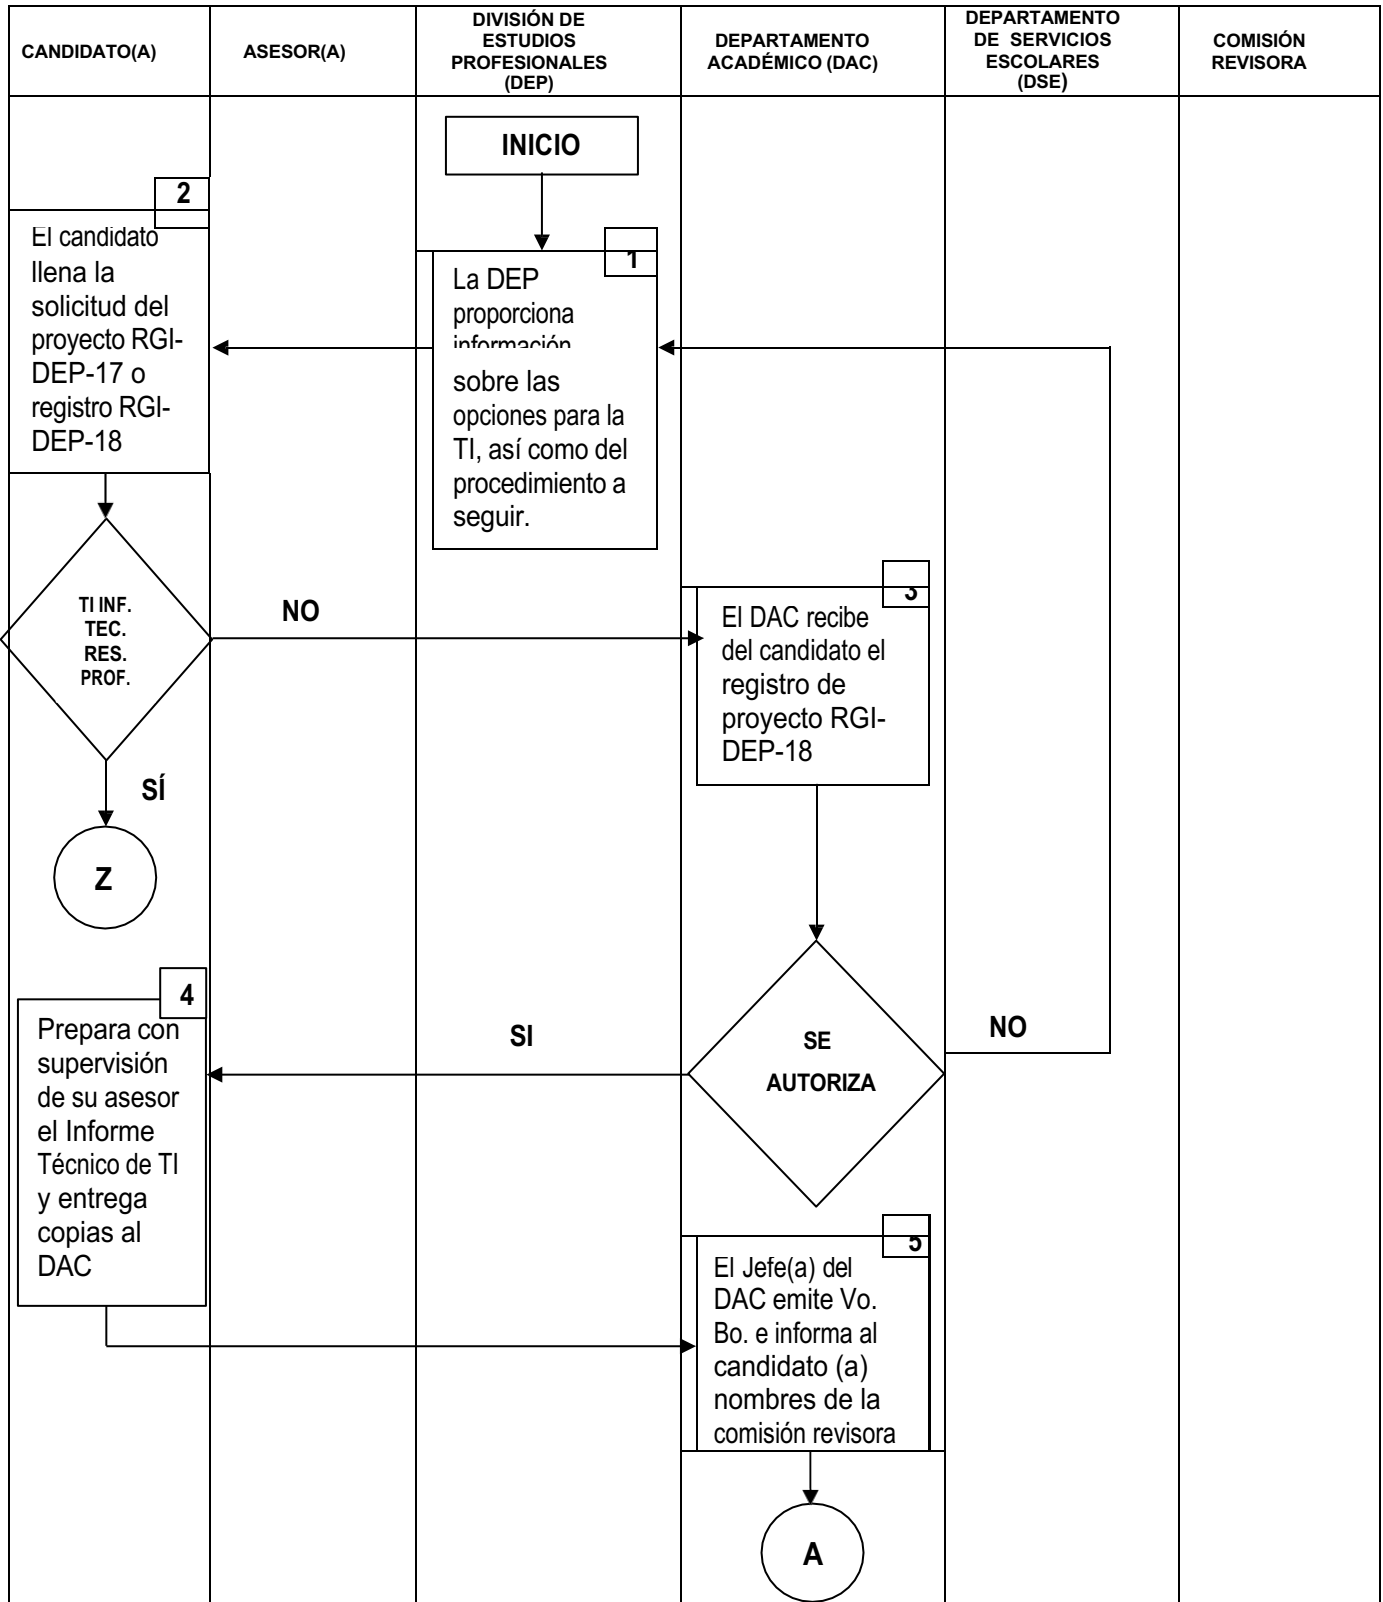 CANDIDATO(A)
ASESOR(A)
DIVISIÓN DE
ESTUDIOS
PROFESIONALES
(DEP)
DEPARTAMENTO
ACADÉMICO (DAC)
DEPARTAMENTO
DE SERVICIOS
ESCOLARES
(DSE)
COMISIÓN
REVISORA
INICIO
1
La DEP
proporciona
información
sobre las
opciones para la
TI, así como del
procedimiento a
seguir.
2
El candidato
llena la
solicitud del
proyecto RGI-
DEP-17 o
registro RGI-
DEP-18
TI INF.
TEC.
RES.
PROF.
NO
SÍ
Z
3
El DAC recibe
del candidato el
registro de
proyecto RGI-
DEP-18
SE
AUTORIZA
NO
SI
4
Prepara con
supervisión
de su asesor
el Informe
Técnico de TI
y entrega
copias al
DAC
5
El Jefe(a) del
DAC emite Vo.
Bo. e informa al
candidato (a)
nombres de la
comisión revisora
A